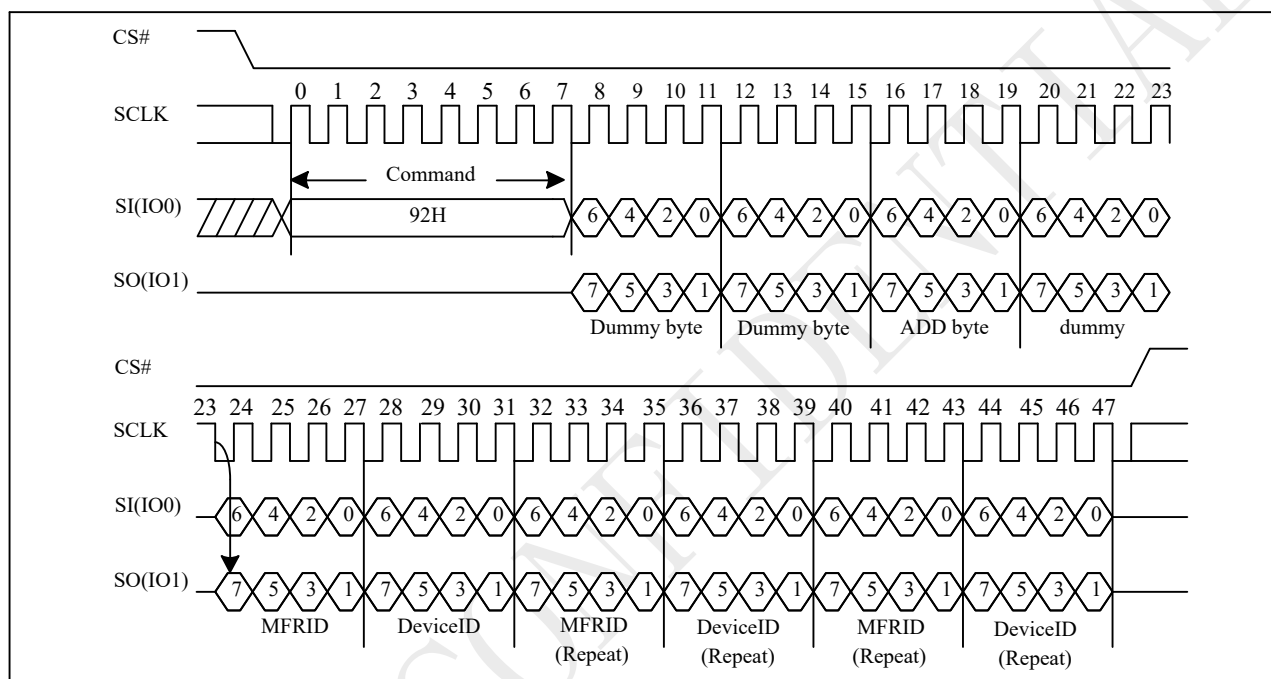 CS#
0 1 2 3 4 5 6 7 8 9 10 11 12 13 14 15 16 17 18 19 20 21 22 23
SCLK
Command
SI(IO0) 92H 6 4 2 0 6 4 2 0 6 4 2 0 6 4 2 0
SO(IO1) 7 5 3 1 7 5 3 1 7 5 3 1 7 5 3 1
Dummy byte Dummy byte ADD byte dummy
CS#
23 24 25 26 27 28 29 30 31 32 33 34 35 36 37 38 39 40 41 42 43 44 45 46 47
SCLK
SI(IO0) 6 4 2 0 6 4 2 0 6 4 2 0 6 4 2 0 6 4 2 0 6 4 2 0
SO(IO1) 7 5 3 1 7 5 3 1 7 5 3 1 7 5 3 1 7 5 3 1 7 5 3 1
MFRID DeviceID MFRID DeviceID MFRID DeviceID
(Repeat) (Repeat) (Repeat) (Repeat)
CONFIDENTIAL